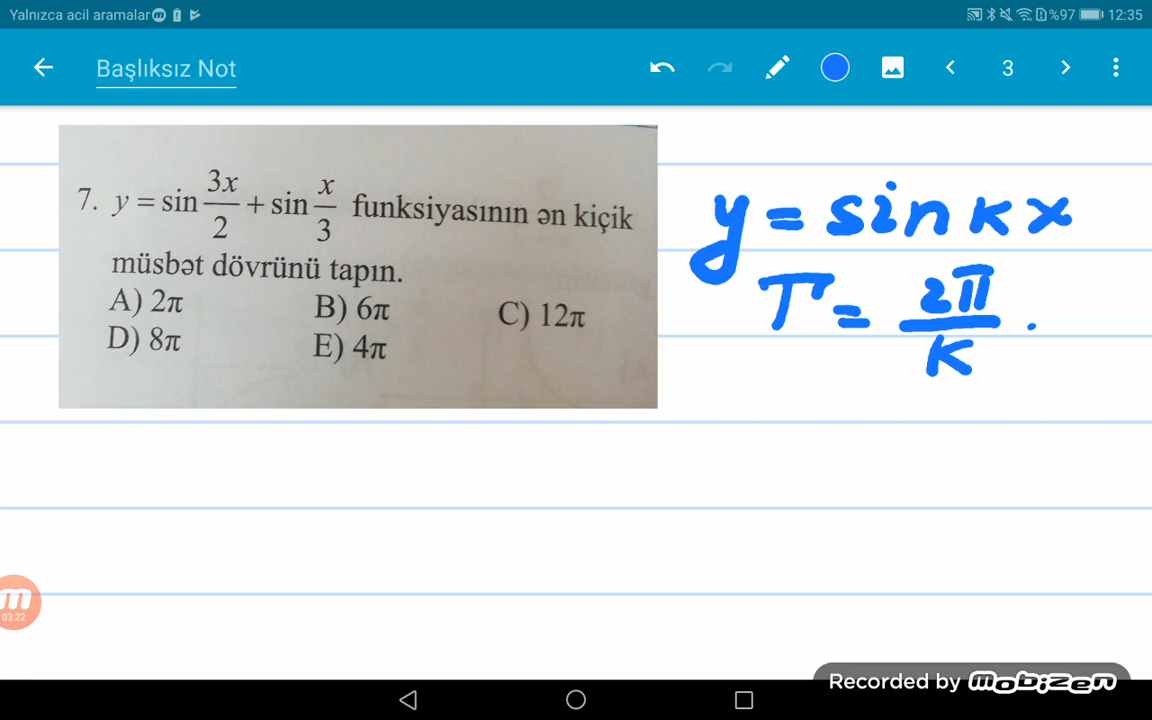 Yalnızca acil aramalar %97 12:35
Başlıksız Not 3
7. y = sin 3x/2 + sin x/3 funksiyasının ən kiçik
müsbət dövrünü tapın.
A) 2π B) 6π C) 12π
D) 8π E) 4π
y = sin kx
T = 2π/k .
m
03:22
Recorded by mobizen